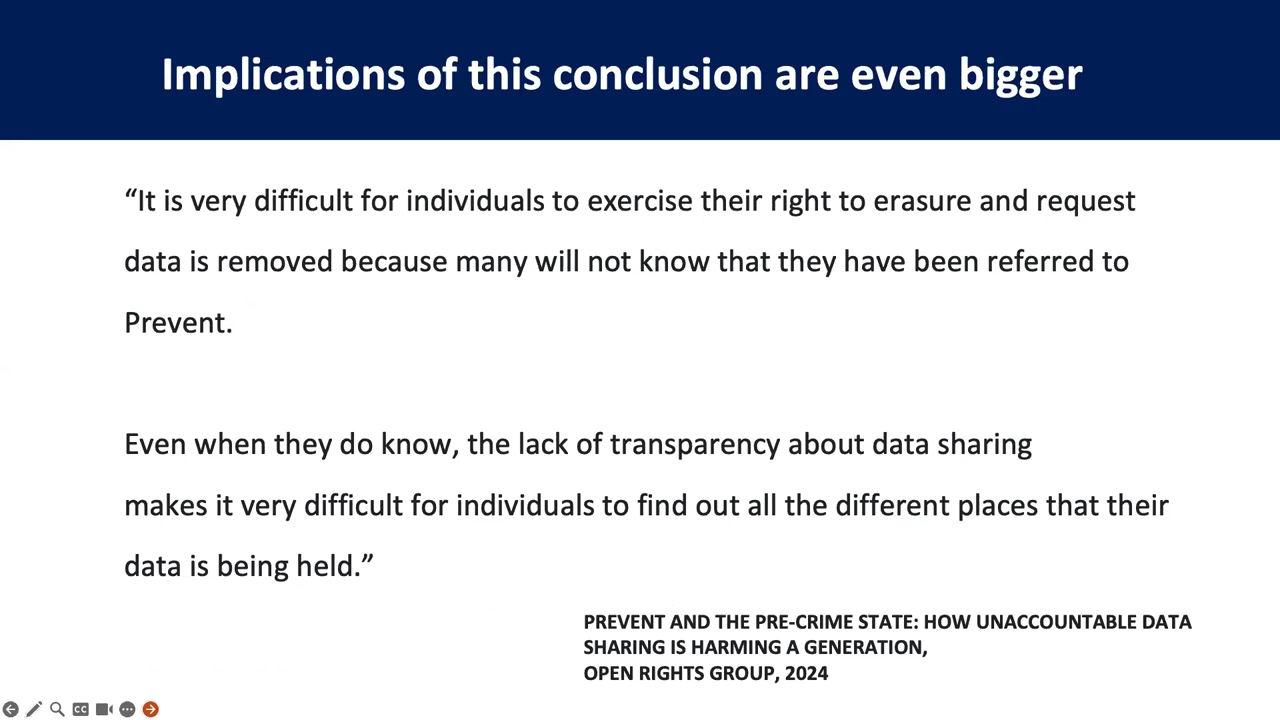 Implications of this conclusion are even bigger
“It is very difficult for individuals to exercise their right to erasure and request
data is removed because many will not know that they have been referred to
Prevent.
Even when they do know, the lack of transparency about data sharing
makes it very difficult for individuals to find out all the different places that their
data is being held.”
PREVENT AND THE PRE-CRIME STATE: HOW UNACCOUNTABLE DATA
SHARING IS HARMING A GENERATION,
OPEN RIGHTS GROUP, 2024
CC